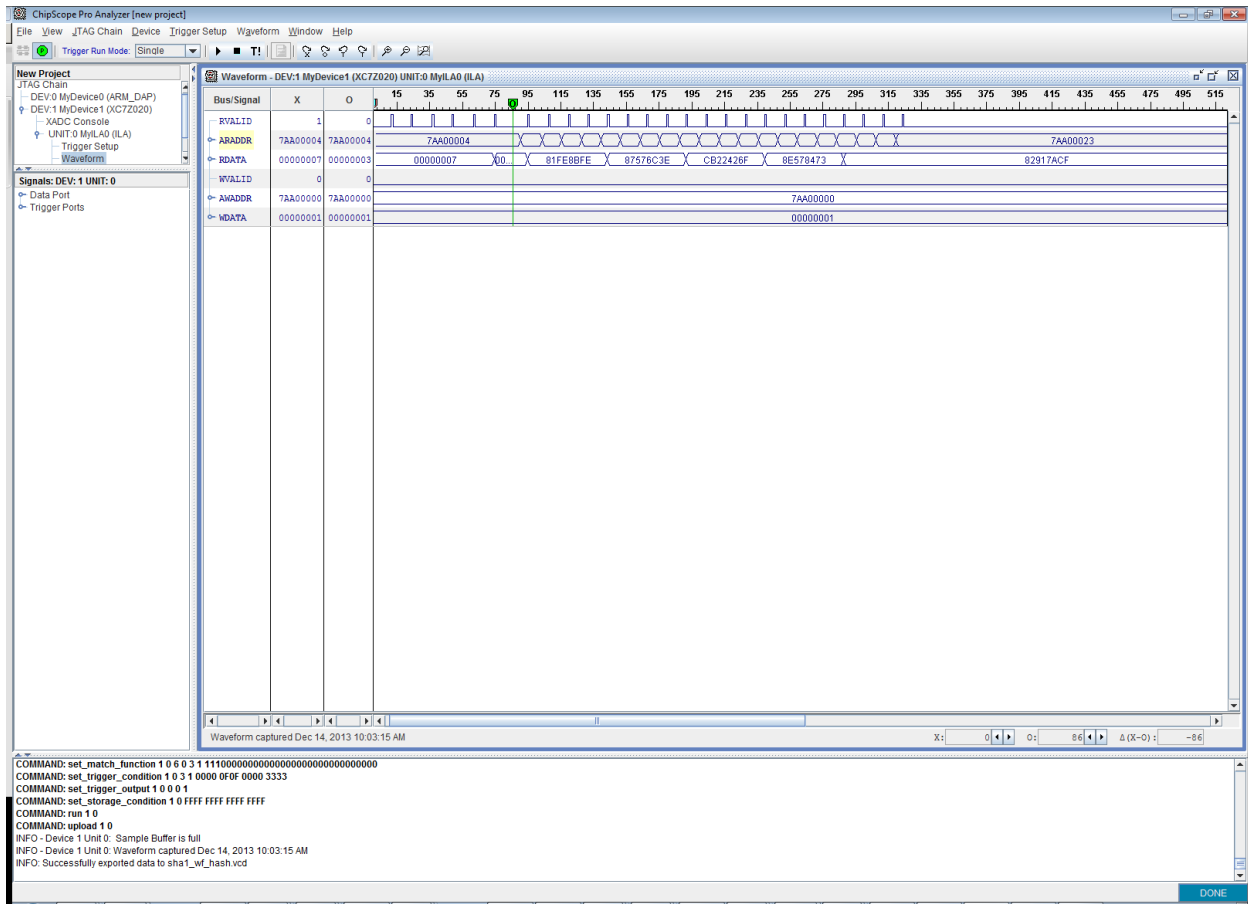 ChipScope Pro Analyzer [new project]
File View JTAG Chain Device Trigger Setup Waveform Window Help
Trigger Run Mode: Single T!
New Project
JTAG Chain
DEV:0 MyDevice0 (ARM_DAP)
DEV:1 MyDevice1 (XC7Z020)
XADC Console
UNIT:0 MyILA0 (ILA)
Trigger Setup
Waveform
Signals: DEV: 1 UNIT: 0
Data Port
Trigger Ports
Waveform - DEV:1 MyDevice1 (XC7Z020) UNIT:0 MyILA0 (ILA)
Bus/Signal X O 15 35 55 75 95 115 135 155 175 195 215 235 255 275 295 315 335 355 375 395 415 435 455 475 495 515
RVALID 1 0
ARADDR 7AA00004 7AA00004 7AA00004 7AA00023
RDATA 00000007 00000003 00000007 00... 81FE8BFE 87576C3E CB22426F 8E578473 82917ACF
WVALID 0 0
AWADDR 7AA00000 7AA00000 7AA00000
WDATA 00000001 00000001 00000001
Waveform captured Dec 14, 2013 10:03:15 AM X: 0 O: 86 Δ (X-O) : -86
COMMAND: set_match_function 1 0 6 0 3 1 11100000000000000000000000000000
COMMAND: set_trigger_condition 1 0 3 1 0000 0F0F 0000 3333
COMMAND: set_trigger_output 1 0 0 0 1
COMMAND: set_storage_condition 1 0 FFFF FFFF FFFF FFFF
COMMAND: run 1 0
COMMAND: upload 1 0
INFO - Device 1 Unit 0: Sample Buffer is full
INFO - Device 1 Unit 0: Waveform captured Dec 14, 2013 10:03:15 AM
INFO: Successfully exported data to sha1_wf_hash.vcd
DONE